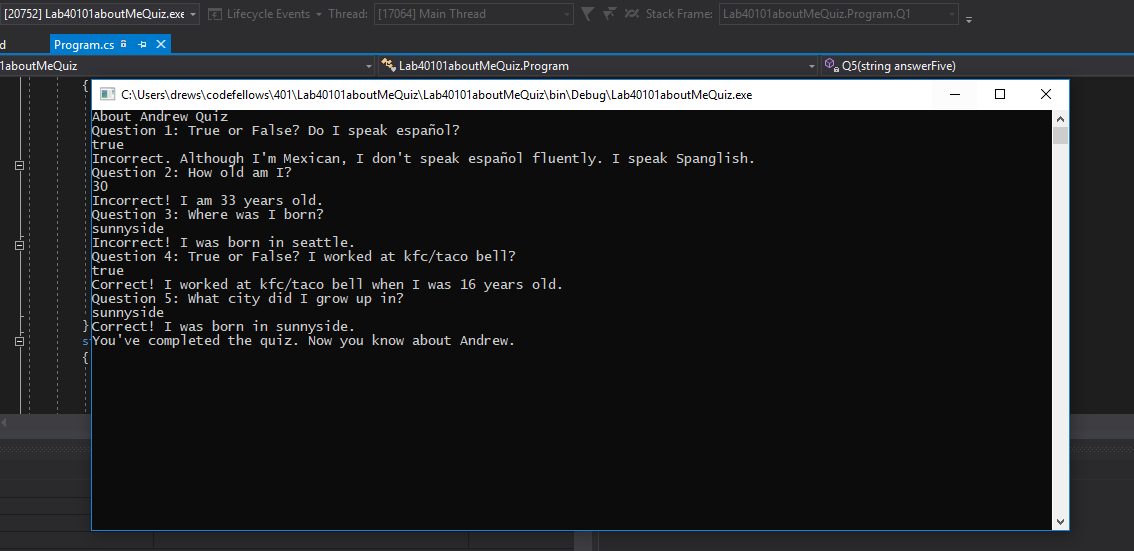 [20752] Lab40101aboutMeQuiz.exe Lifecycle Events Thread: [17064] Main Thread Stack Frame: Lab40101aboutMeQuiz.Program.Q1
d Program.cs
1aboutMeQuiz Lab40101aboutMeQuiz.Program Q5(string answerFive)
{
C:\Users\drews\codefellows\401\Lab40101aboutMeQuiz\Lab40101aboutMeQuiz\bin\Debug\Lab40101aboutMeQuiz.exe
About Andrew Quiz
Question 1: True or False? Do I speak español?
true
Incorrect. Although I'm Mexican, I don't speak español fluently. I speak Spanglish.
Question 2: How old am I?
30
Incorrect! I am 33 years old.
Question 3: Where was I born?
sunnyside
Incorrect! I was born in seattle.
Question 4: True or False? I worked at kfc/taco bell?
true
Correct! I worked at kfc/taco bell when I was 16 years old.
Question 5: What city did I grow up in?
sunnyside
} Correct! I was born in sunnyside.
s You've completed the quiz. Now you know about Andrew.
{